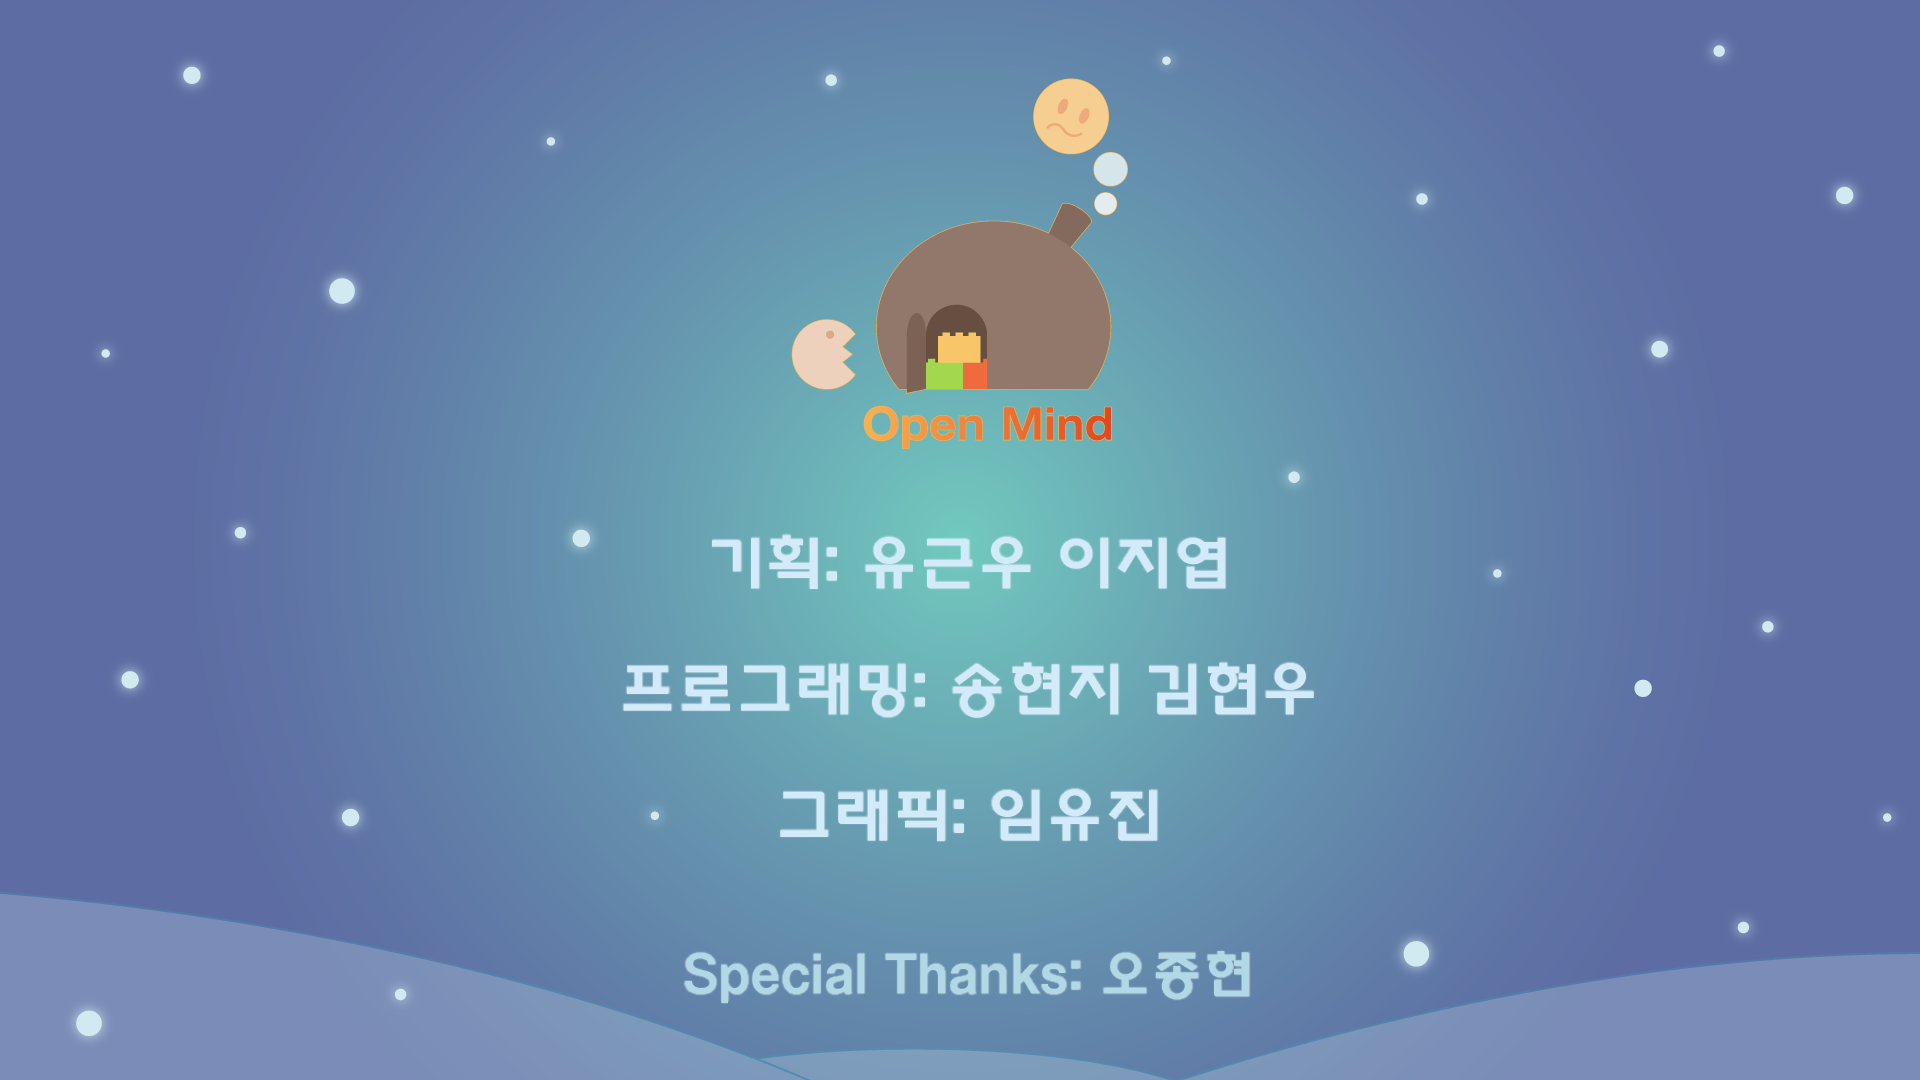 Open Mind
기획: 유근우 이지엽
프로그래밍: 송현지 김현우
그래픽: 임유진
Special Thanks: 오종현